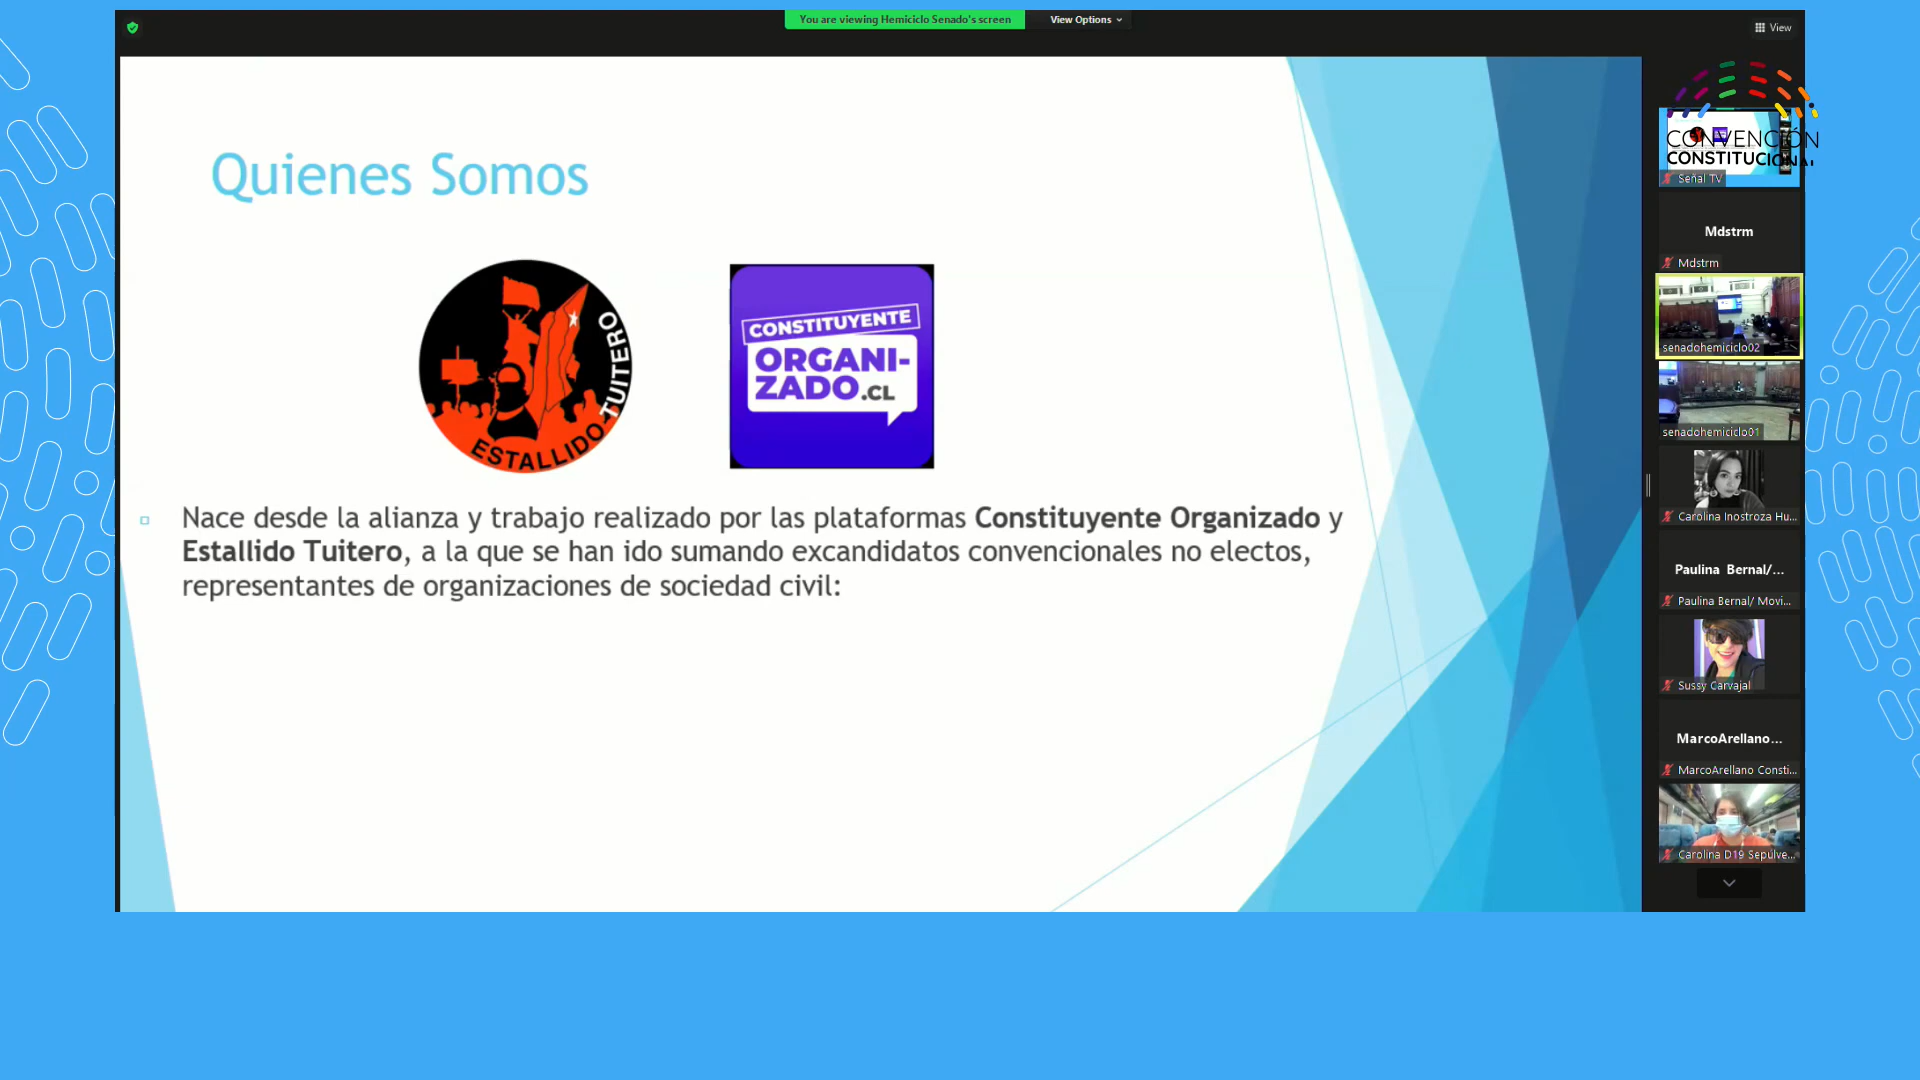 You are viewing Hemiciclo Senado's screen
View Options
View
Quienes Somos
ESTALLIDO TUITERO
CONSTITUYENTE
ORGANI-
ZADO.CL
Nace desde la alianza y trabajo realizado por las plataformas Constituyente Organizado y
Estallido Tuitero, a la que se han ido sumando excandidatos convencionales no electos,
representantes de organizaciones de sociedad civil:
CONVENCIÓN
CONSTITUCIONAL
Señal TV
Mdstrm
Mdstrm
senadohemiciclo02
senadohemiciclo01
Carolina Inostroza Hu...
Paulina Bernal/...
Paulina Bernal/ Movi...
Sussy Carvajal
MarcoArellano...
MarcoArellano Consti...
Carolina D19 Sepúlve...